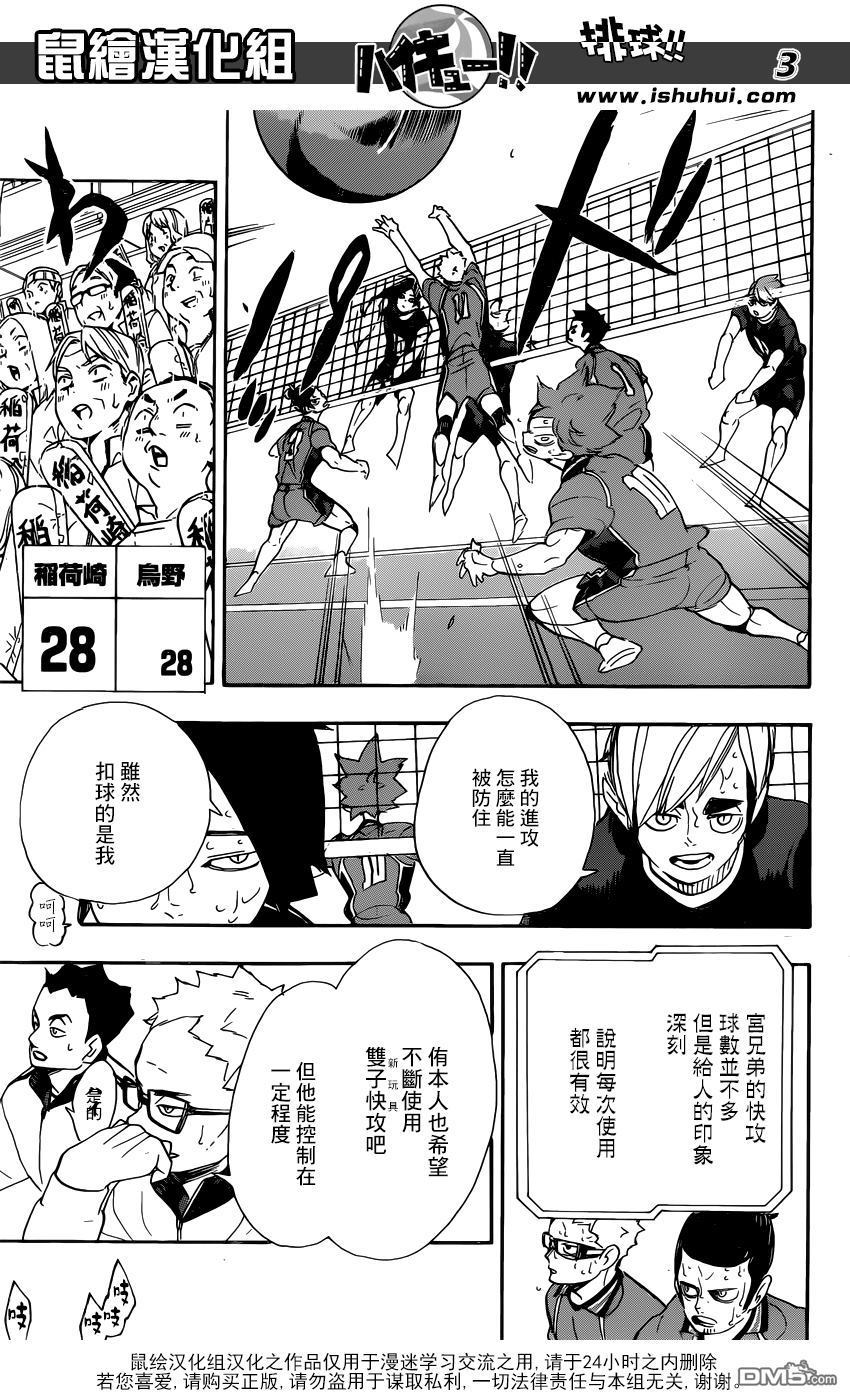 鼠繪漢化組
ハイキュー!!
排球!!
3
www.ishuhui.com
稲荷
稲荷崎
稲
稲荷崎
烏野
28
28
我的進攻
怎麼能一直
被防住
雖然
扣球的是我
呵呵
宮兄弟的快攻
球數並不多
但是給人的印象
深刻
說明每次使用
都很有效
侑本人也希望
不斷使用
新玩具
雙子快攻吧
但他能控制在
一定程度
是的
吱
吱
吱
鼠绘汉化组汉化之作品仅用于漫迷学习交流之用, 请于24小时之内删除
若您喜爱, 请购买正版, 请勿盗用于谋取私利, 一切法律责任与本组无关, 谢谢。
DM5.com